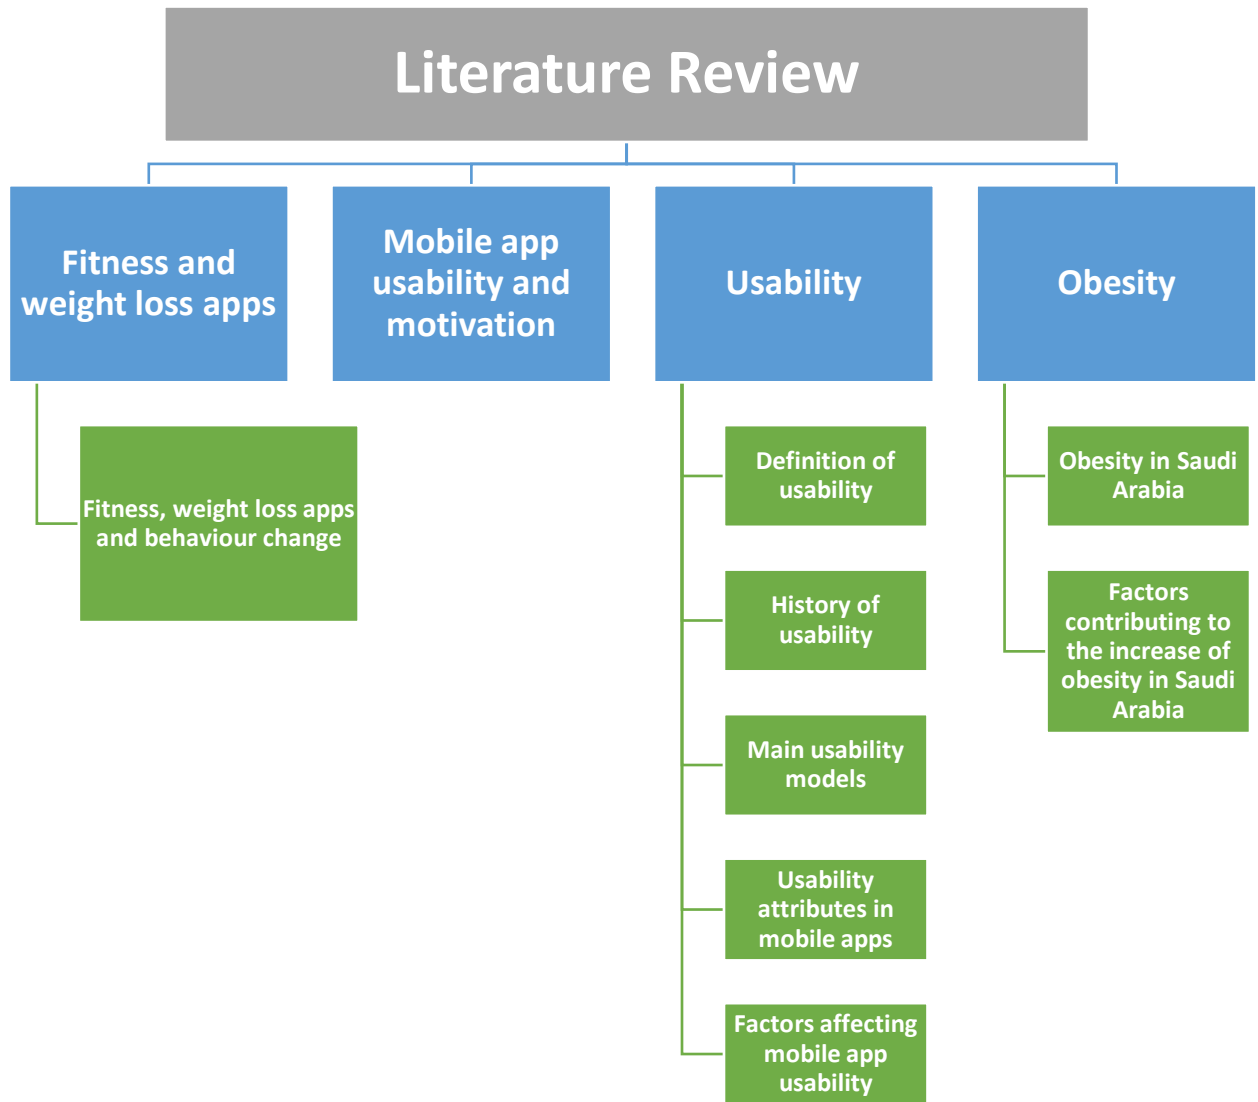 Literature Review
Fitness and
weight loss apps
Mobile app
usability and
motivation
Usability
Obesity
Fitness, weight loss apps
and behaviour change
Definition of
usability
History of
usability
Main usability
models
Usability
attributes in
mobile apps
Factors affecting
mobile app
usability
Obesity in Saudi
Arabia
Factors
contributing to
the increase of
obesity in Saudi
Arabia